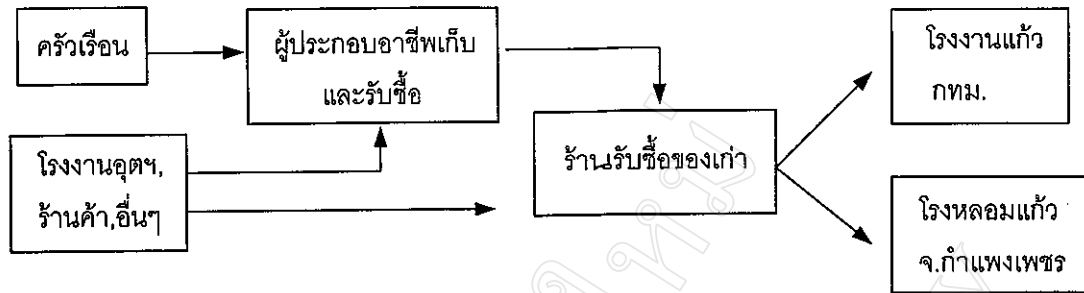 ครัวเรือน
ผู้ประกอบอาชีพเก็บ
และรับซื้อ
โรงงานอุตฯ,
ร้านค้า,อื่นๆ
ร้านรับซื้อของเก่า
โรงงานแก้ว
กทม.
โรงหลอมแก้ว
จ.กำแพงเพชร